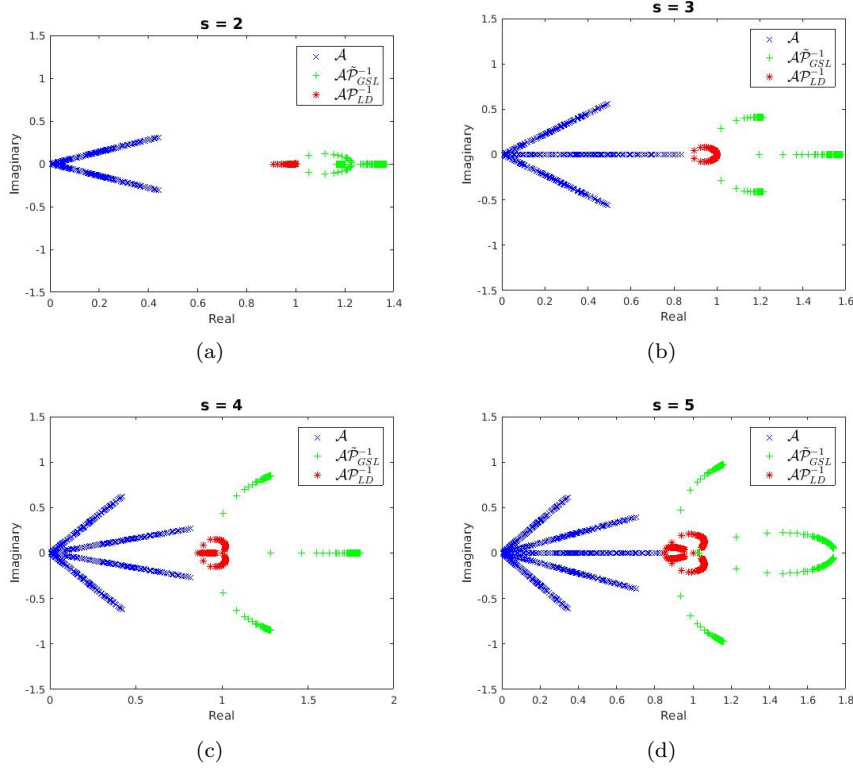 s = 2
1.5
1
0.5
0
-0.5
-1
-1.5
Imaginary
𝒜
𝒜𝒫̃⁻¹_GSL
𝒜𝒫⁻¹_LD
0 0.2 0.4 0.6 0.8 1 1.2 1.4
Real
(a)
s = 3
1.5
1
0.5
0
-0.5
-1
-1.5
Imaginary
𝒜
𝒜𝒫̃⁻¹_GSL
𝒜𝒫⁻¹_LD
0 0.2 0.4 0.6 0.8 1 1.2 1.4 1.6
Real
(b)
s = 4
1.5
1
0.5
0
-0.5
-1
-1.5
Imaginary
𝒜
𝒜𝒫̃⁻¹_GSL
𝒜𝒫⁻¹_LD
0 0.5 1 1.5 2
Real
(c)
s = 5
1.5
1
0.5
0
-0.5
-1
-1.5
Imaginary
𝒜
𝒜𝒫̃⁻¹_GSL
𝒜𝒫⁻¹_LD
0 0.2 0.4 0.6 0.8 1 1.2 1.4 1.6 1.8
Real
(d)